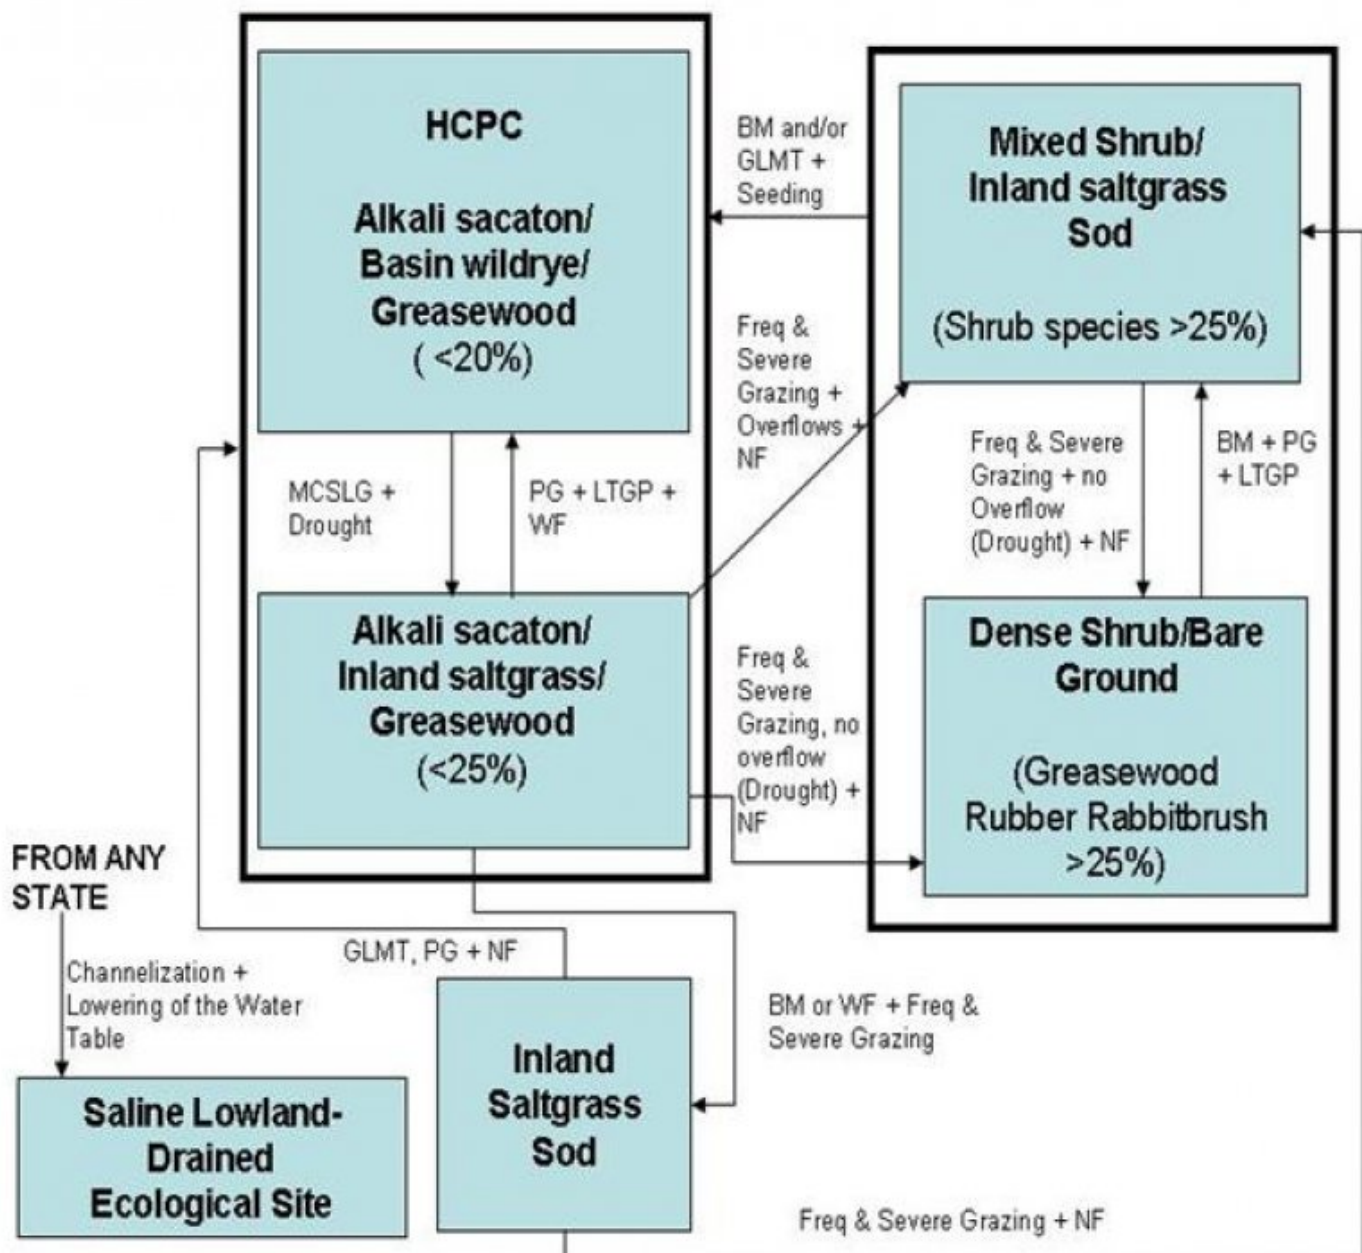 HCPC
Alkali sacaton/
Basin wildrye/
Greasewood
( <20%)
MCSLG +
Drought
PG + LTGP +
WF
Alkali sacaton/
Inland saltgrass/
Greasewood
(<25%)
BM and/or
GLMT +
Seeding
Freq &
Severe
Grazing +
Overflows +
NF
Freq &
Severe
Grazing, no
overflow
(Drought) +
NF
Mixed Shrub/
Inland saltgrass
Sod
(Shrub species >25%)
Freq & Severe
Grazing + no
Overflow
(Drought) + NF
BM + PG
+ LTGP
Dense Shrub/Bare
Ground
(Greasewood
Rubber Rabbitbrush
>25%)
FROM ANY
STATE
Channelization +
Lowering of the Water
Table
Saline Lowland-
Drained
Ecological Site
GLMT, PG + NF
Inland
Saltgrass
Sod
BM or WF + Freq &
Severe Grazing
Freq & Severe Grazing + NF